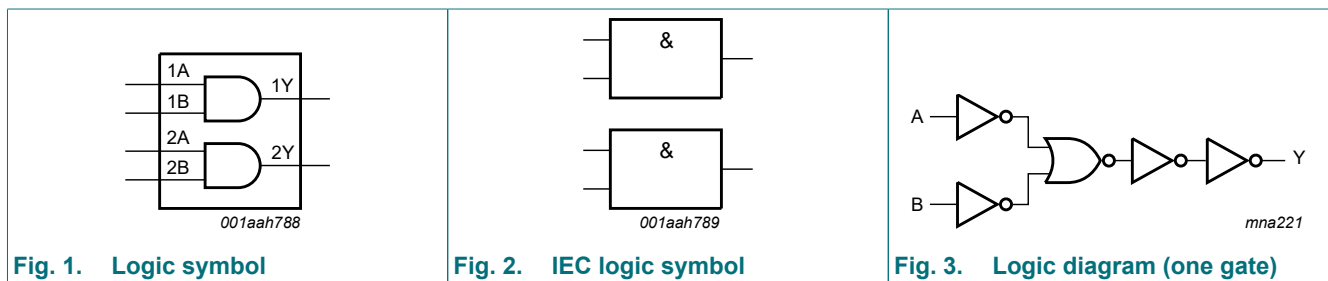 1A
1B
1Y
2A
2B
2Y
001aah788
Fig. 1. Logic symbol
&
&
001aah789
Fig. 2. IEC logic symbol
A
B
Y
mna221
Fig. 3. Logic diagram (one gate)